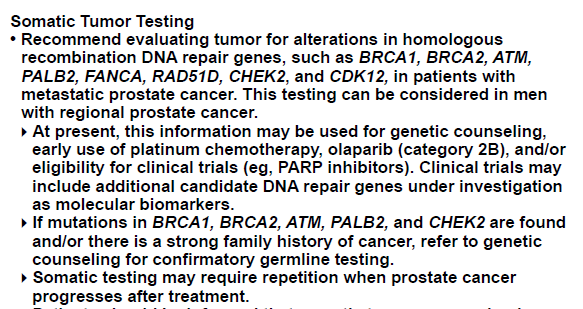 Somatic Tumor Testing
• Recommend evaluating tumor for alterations in homologous
recombination DNA repair genes, such as BRCA1, BRCA2, ATM,
PALB2, FANCA, RAD51D, CHEK2, and CDK12, in patients with
metastatic prostate cancer. This testing can be considered in men
with regional prostate cancer.
▸ At present, this information may be used for genetic counseling,
early use of platinum chemotherapy, olaparib (category 2B), and/or
eligibility for clinical trials (eg, PARP inhibitors). Clinical trials may
include additional candidate DNA repair genes under investigation
as molecular biomarkers.
▸ If mutations in BRCA1, BRCA2, ATM, PALB2, and CHEK2 are found
and/or there is a strong family history of cancer, refer to genetic
counseling for confirmatory germline testing.
▸ Somatic testing may require repetition when prostate cancer
progresses after treatment.